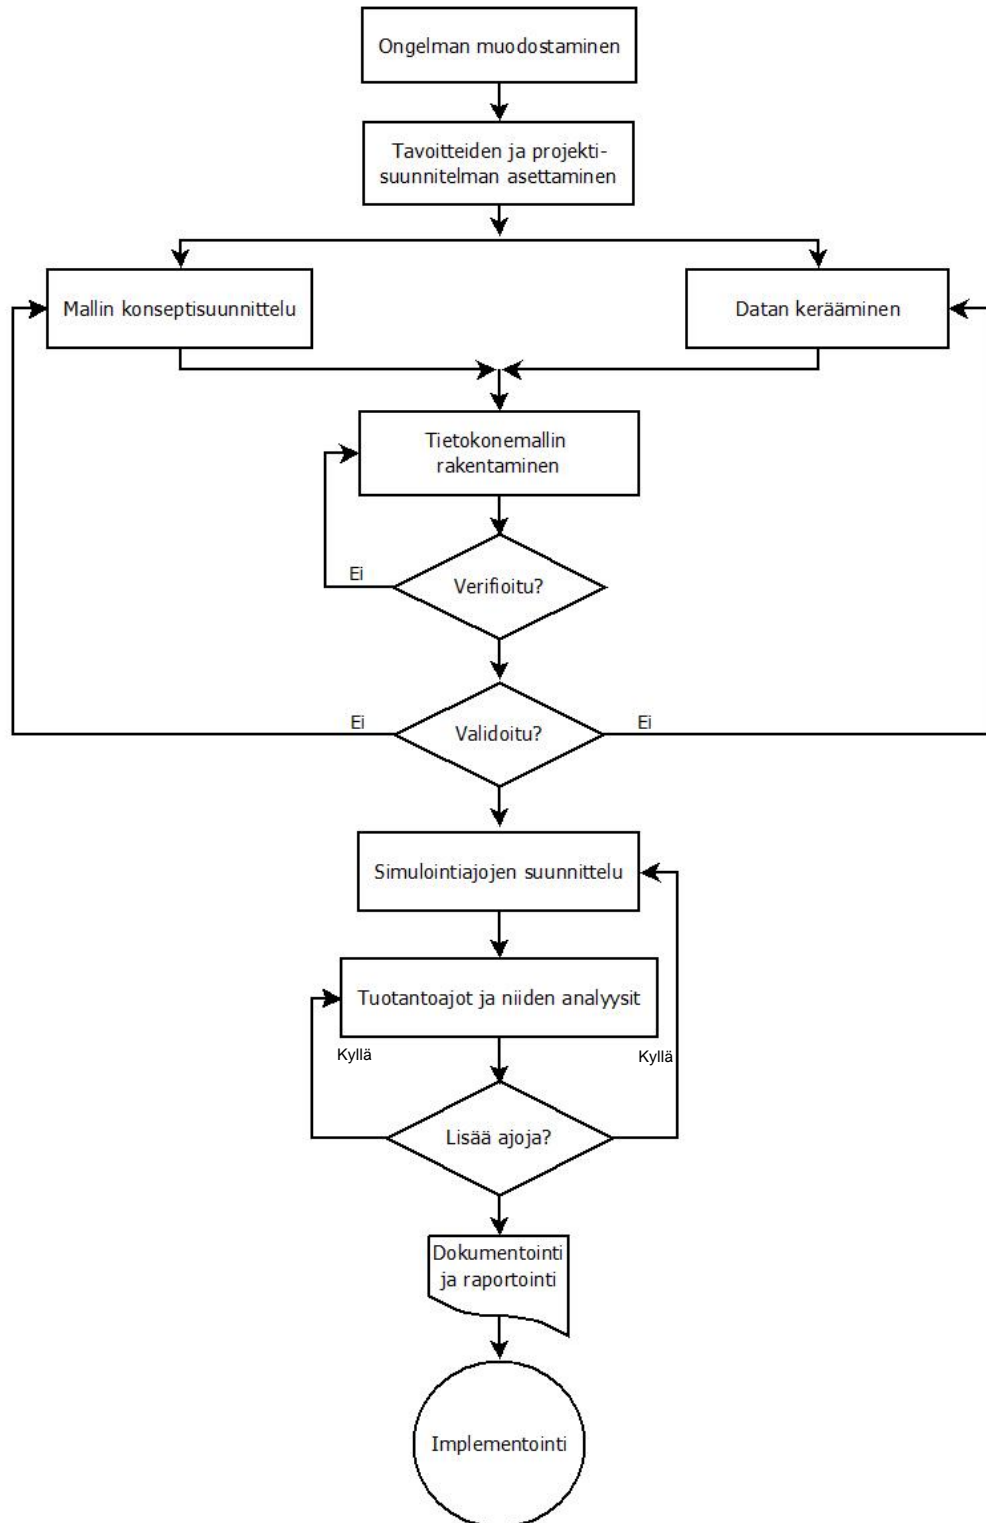 Ongelman muodostaminen
Tavoitteiden ja projekti-
suunnitelman asettaminen
Mallin konseptisuunnittelu
Datan kerääminen
Tietokonemallin
rakentaminen
Ei
Verifioitu?
Ei
Validoitu?
Ei
Simulointiajojen suunnittelu
Tuotantoajot ja niiden analyysit
Kyllä
Kyllä
Lisää ajoja?
Dokumentointi
ja raportointi
Implementointi